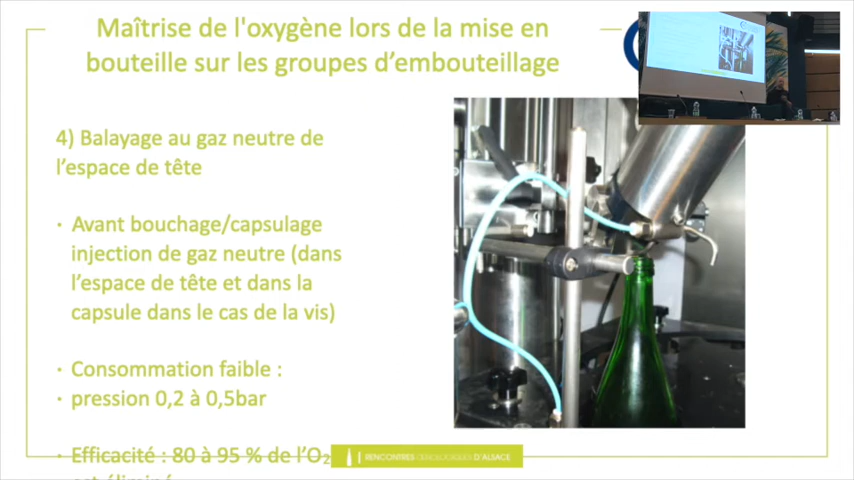 Maîtrise de l'oxygène lors de la mise en
bouteille sur les groupes d'embouteillage
4) Balayage au gaz neutre de
l'espace de tête
· Avant bouchage/capsulage
injection de gaz neutre (dans
l'espace de tête et dans la
capsule dans le cas de la vis)
· Consommation faible :
· pression 0,2 à 0,5bar
· Efficacité : 80 à 95 % de l'O₂
RENCONTRES D'ALSACE